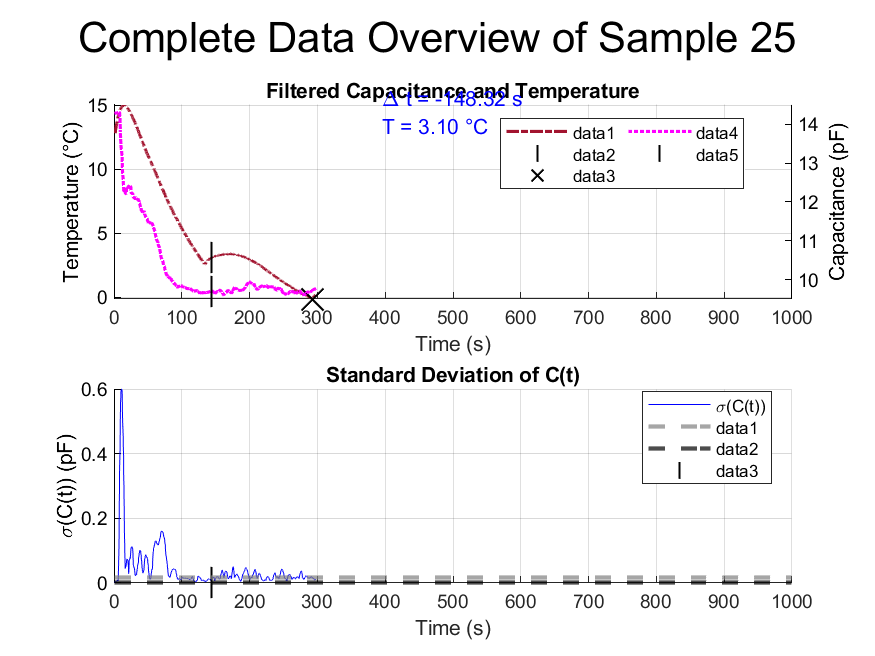 Complete Data Overview of Sample 25
Filtered Capacitance and Temperature
Δ t = -148.32 s
T = 3.10 °C
data1
data2
data3
data4
data5
Temperature (°C)
15
10
5
0
14
13
12
11
10
Capacitance (pF)
0 100 200 300 400 500 600 700 800 900 1000
Time (s)
Standard Deviation of C(t)
σ(C(t))
data1
data2
data3
σ(C(t)) (pF)
0.6
0.4
0.2
0
0 100 200 300 400 500 600 700 800 900 1000
Time (s)